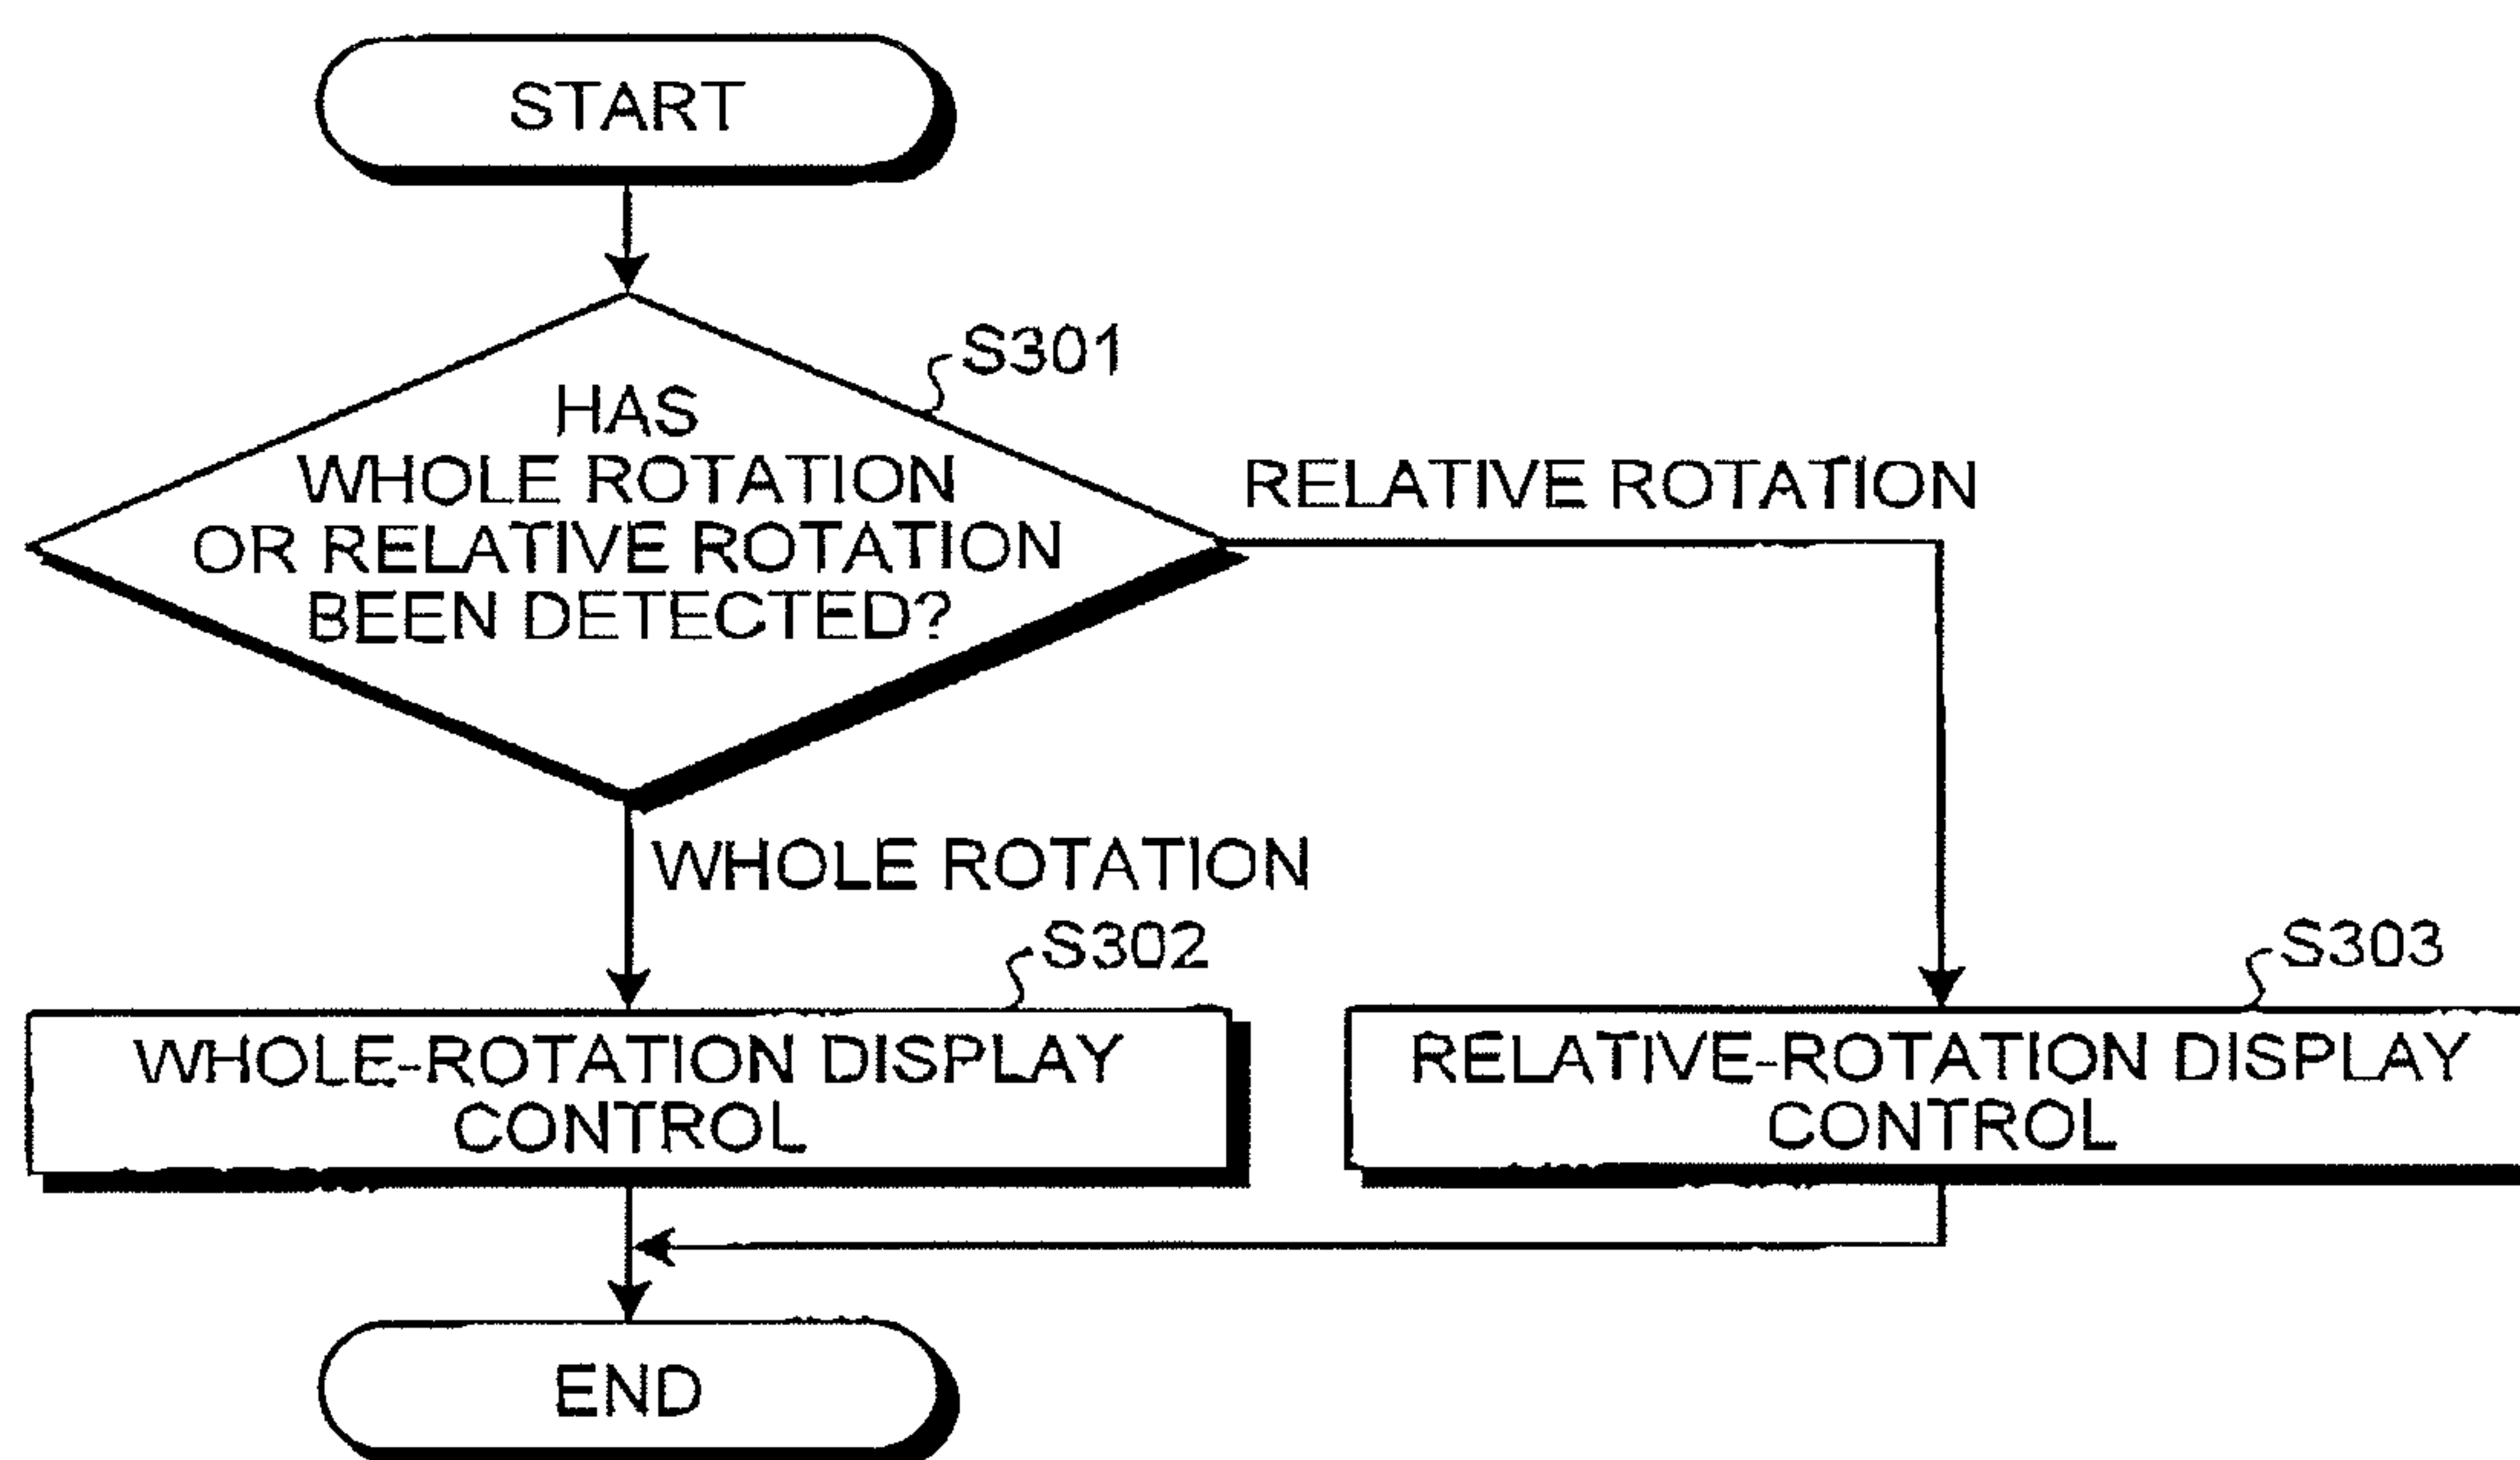 START
S301
HAS
WHOLE ROTATION
OR RELATIVE ROTATION
BEEN DETECTED?
RELATIVE ROTATION
WHOLE ROTATION
S302
WHOLE-ROTATION DISPLAY
CONTROL
S303
RELATIVE-ROTATION DISPLAY
CONTROL
END